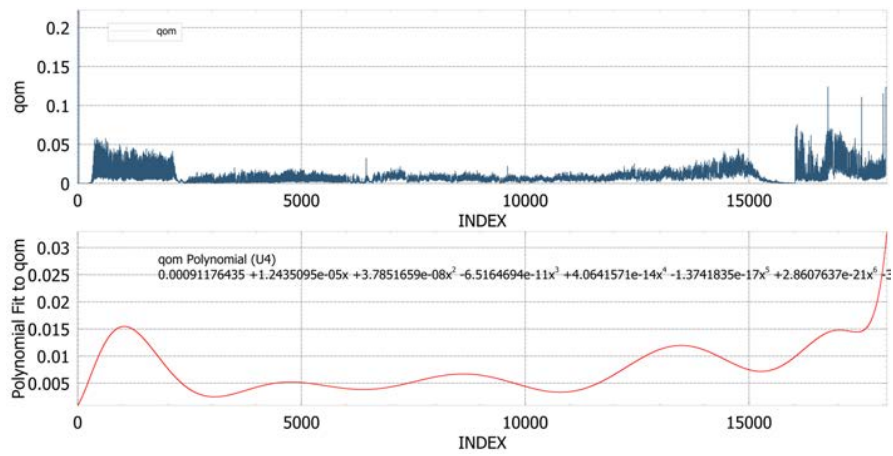 0.2
0.15
0.1
0.05
0
qom
qom
0
5000
10000
15000
INDEX
0.03
0.025
0.02
0.015
0.01
0.005
Polynomial Fit to qom
qom Polynomial (U4)
0.00091176435 +1.2435095e-05x +3.7851659e-08x² -6.5164694e-11x³ +4.0641571e-14x⁴ -1.3741835e-17x⁵ +2.8607637e-21x⁶ -3
0
5000
10000
15000
INDEX